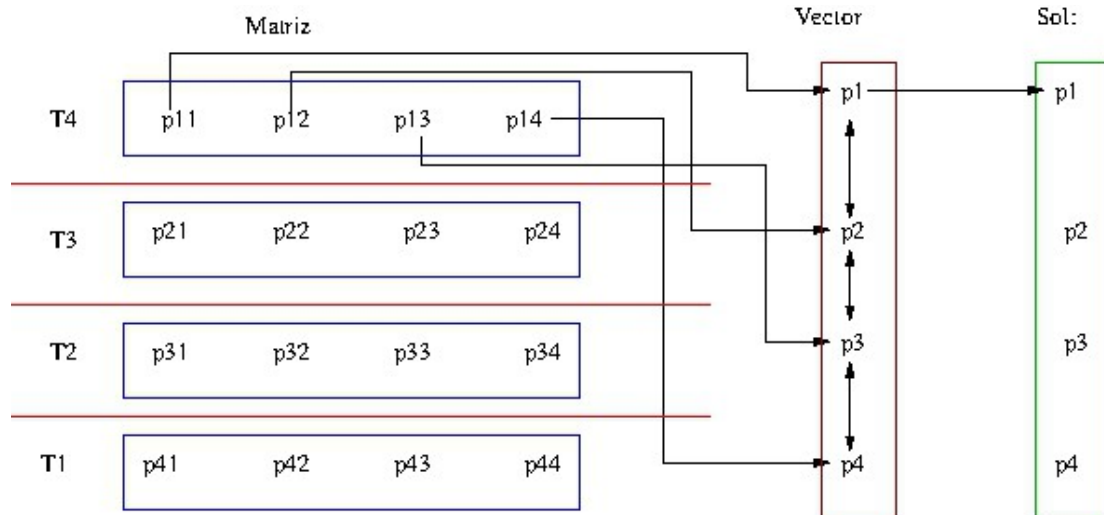 Matriz Vector Sol:
T4 p11 p12 p13 p14 p1 p1
T3 p21 p22 p23 p24 p2 p2
T2 p31 p32 p33 p34 p3 p3
T1 p41 p42 p43 p44 p4 p4